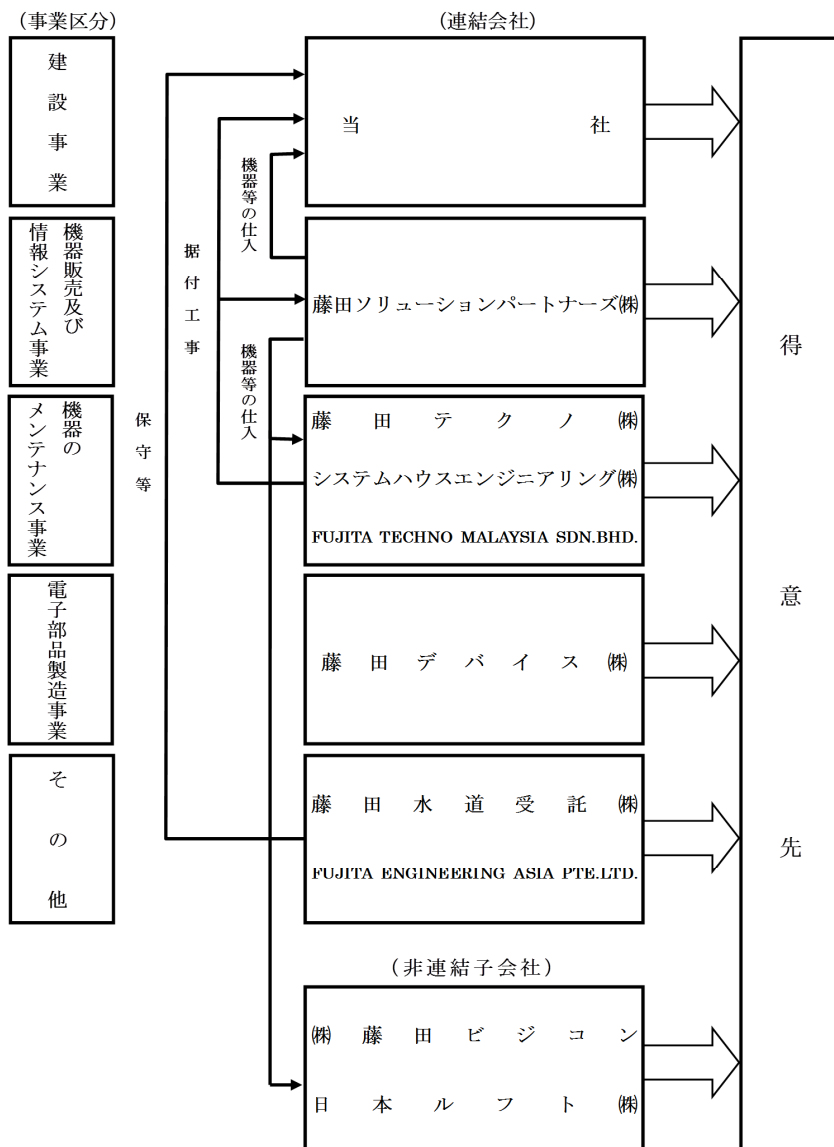 (事業区分)
(連結会社)
建設事業
当社
機器等の仕入
機器販売及び
情報システム事業
据付工事
藤田ソリューションパートナーズ㈱
得意先
機器等の仕入
機器の
メンテナンス事業
保守等
藤田テクノ㈱
システムハウスエンジニアリング㈱
FUJITA TECHNO MALAYSIA SDN.BHD.
電子部品製造事業
藤田デバイス㈱
その他
藤田水道受託㈱
FUJITA ENGINEERING ASIA PTE.LTD.
(非連結子会社)
㈱藤田ビジコン
日本ルフト㈱